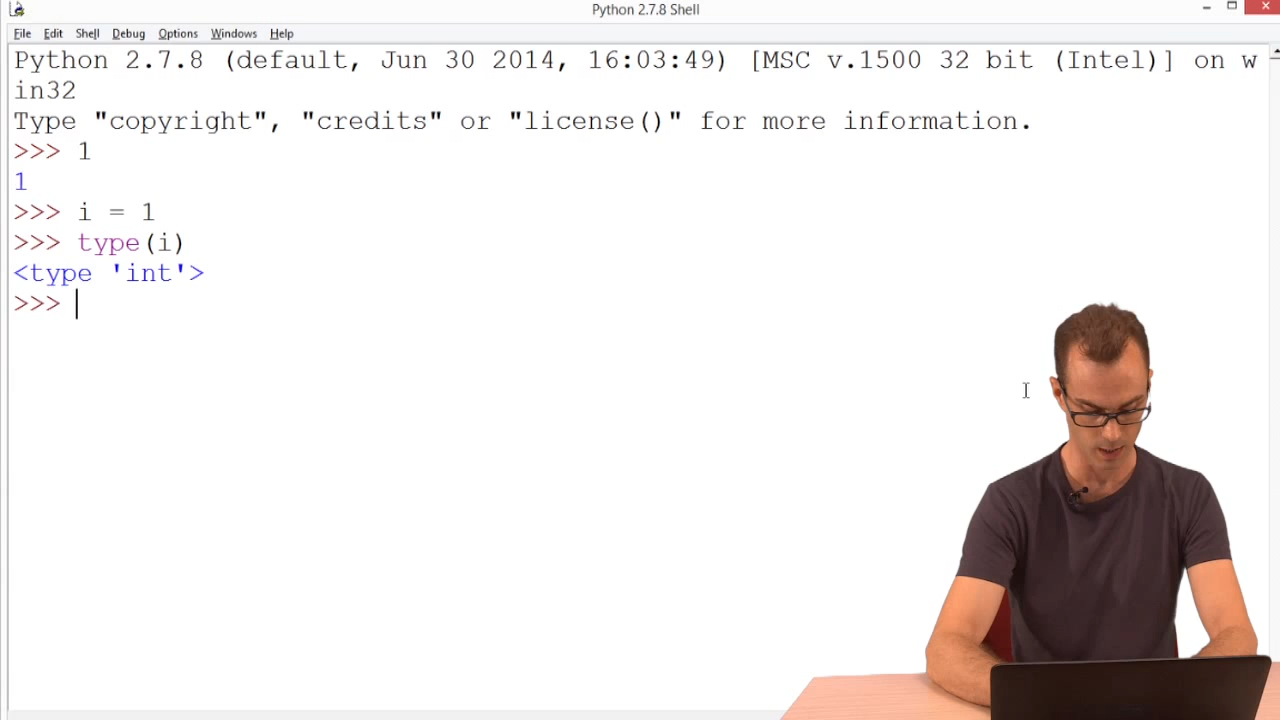 Python 2.7.8 Shell
File Edit Shell Debug Options Windows Help
Python 2.7.8 (default, Jun 30 2014, 16:03:49) [MSC v.1500 32 bit (Intel)] on w
in32
Type "copyright", "credits" or "license()" for more information.
>>> 1
1
>>> i = 1
>>> type(i)
<type 'int'>
>>>